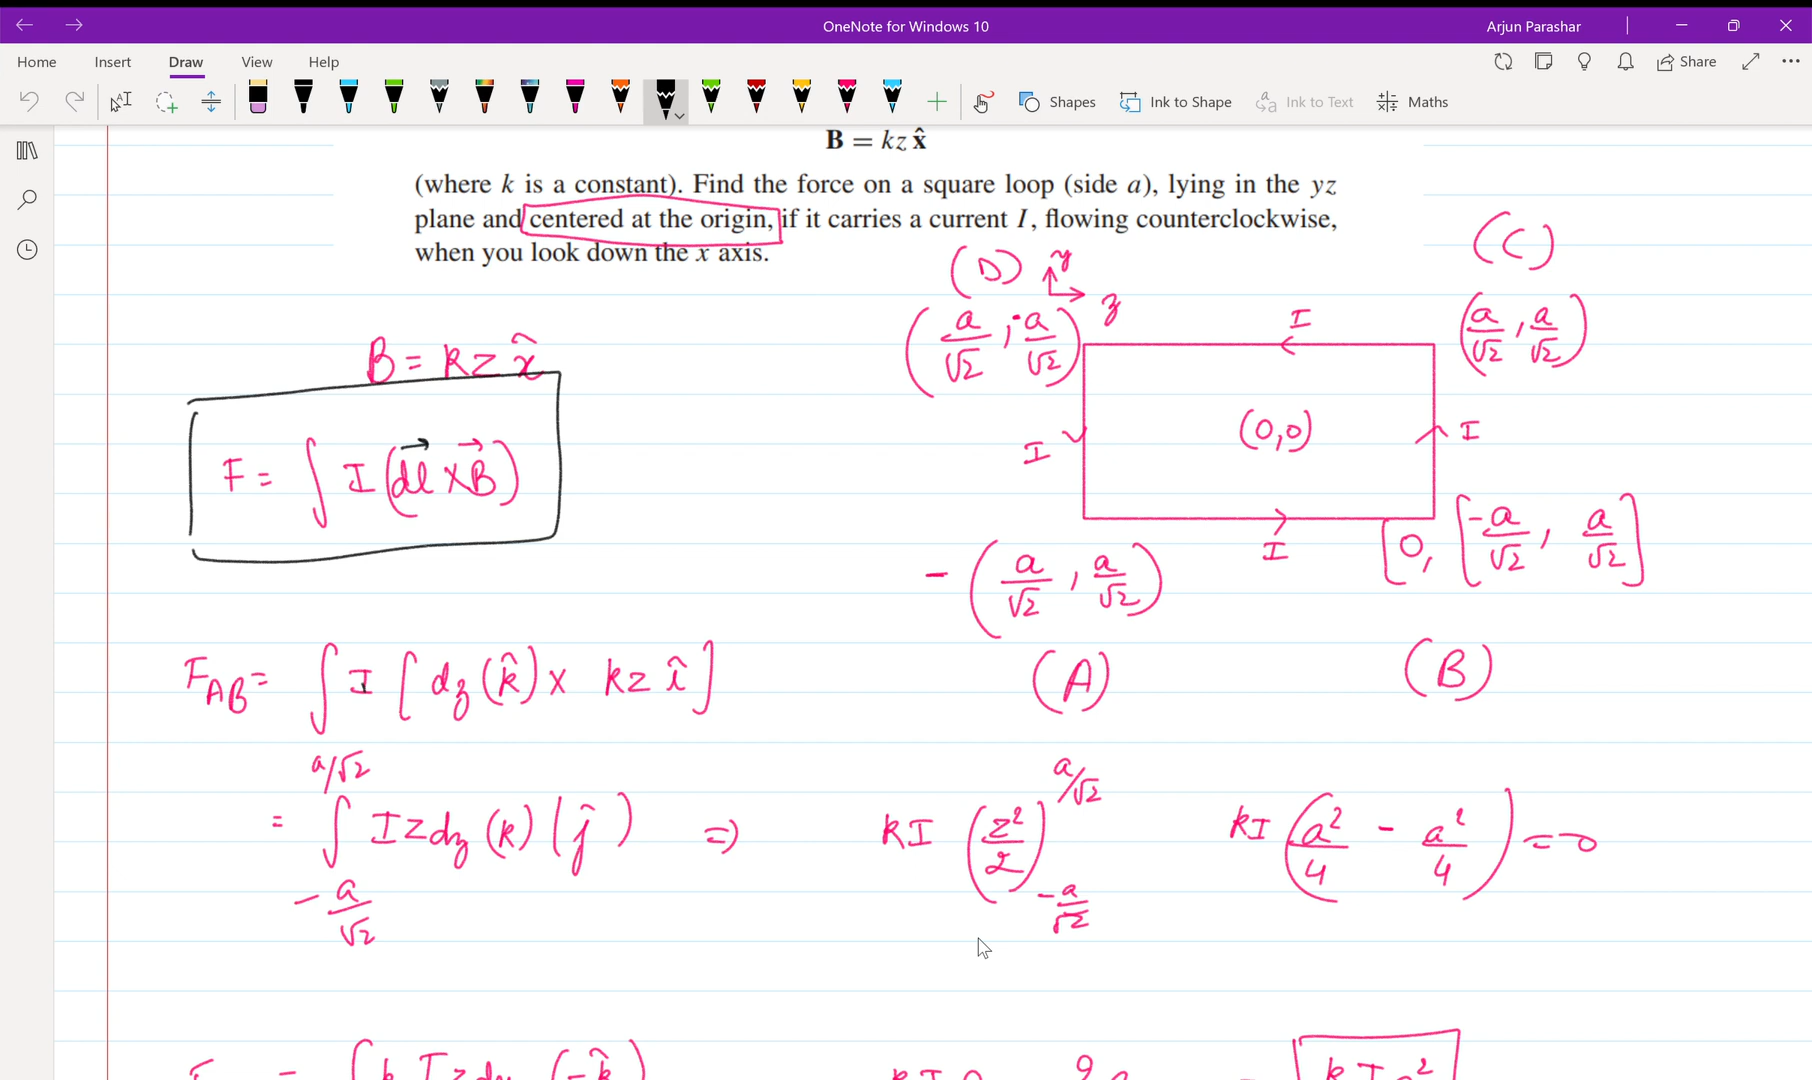 OneNote for Windows 10
Arjun Parashar
Home Insert Draw View Help
Share
Shapes Ink to Shape Ink to Text Maths
B = kz x̂
(where k is a constant). Find the force on a square loop (side a), lying in the yz
plane and centered at the origin, if it carries a current I, flowing counterclockwise,
when you look down the x axis.
(D) y z
(C)
(a/√2, -a/√2)
I
(a/√2, a/√2)
B = kz x̂
F = ∫ I (dl⃗ × B⃗)
I (0,0) I
I
-(a/√2, a/√2)
[0, [-a/√2, a/√2]
(A) (B)
F_AB = ∫ I [dz (k̂) × kz î]
= ∫_{-a/√2}^{a/√2} I z dz (k) (ĵ) ⇒ kI (z²/2)_{-a/√2}^{a/√2} kI (a²/4 - a²/4) = 0